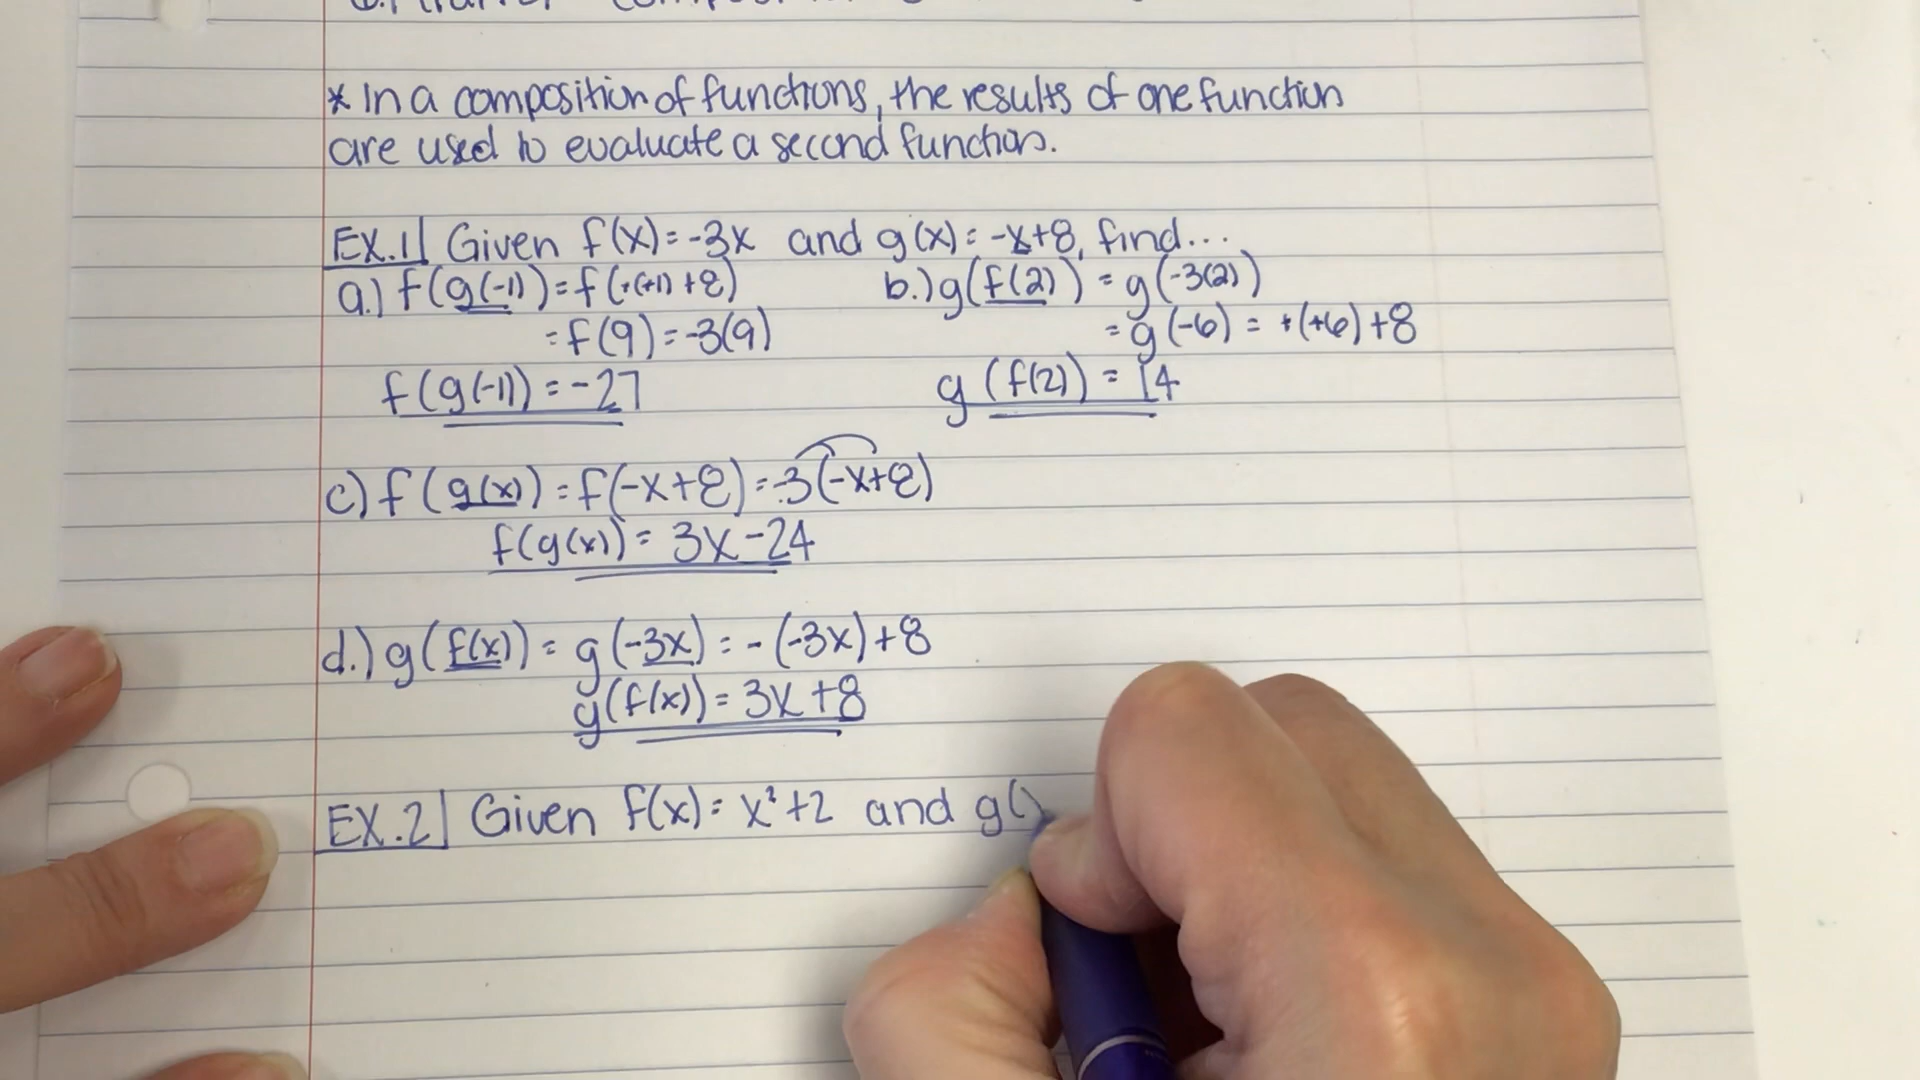 * In a composition of functions, the results of one function
are used to evaluate a second function.
EX.1 Given f(x) = -3x and g(x) = -x+8, find...
a.) f(g(-1)) = f(+(+1) +8)
= f(9) = -3(9)
f(g(-1)) = -27
b.) g(f(2)) = g(-3(2))
= g(-6) = +(+6)+8
g(f(2)) = 14
c) f(g(x)) = f(-x+8) = -3(-x+8)
f(g(x)) = 3x-24
d.) g(f(x)) = g(-3x) = -(-3x)+8
g(f(x)) = 3x+8
EX.2 Given f(x) = x²+2 and g(